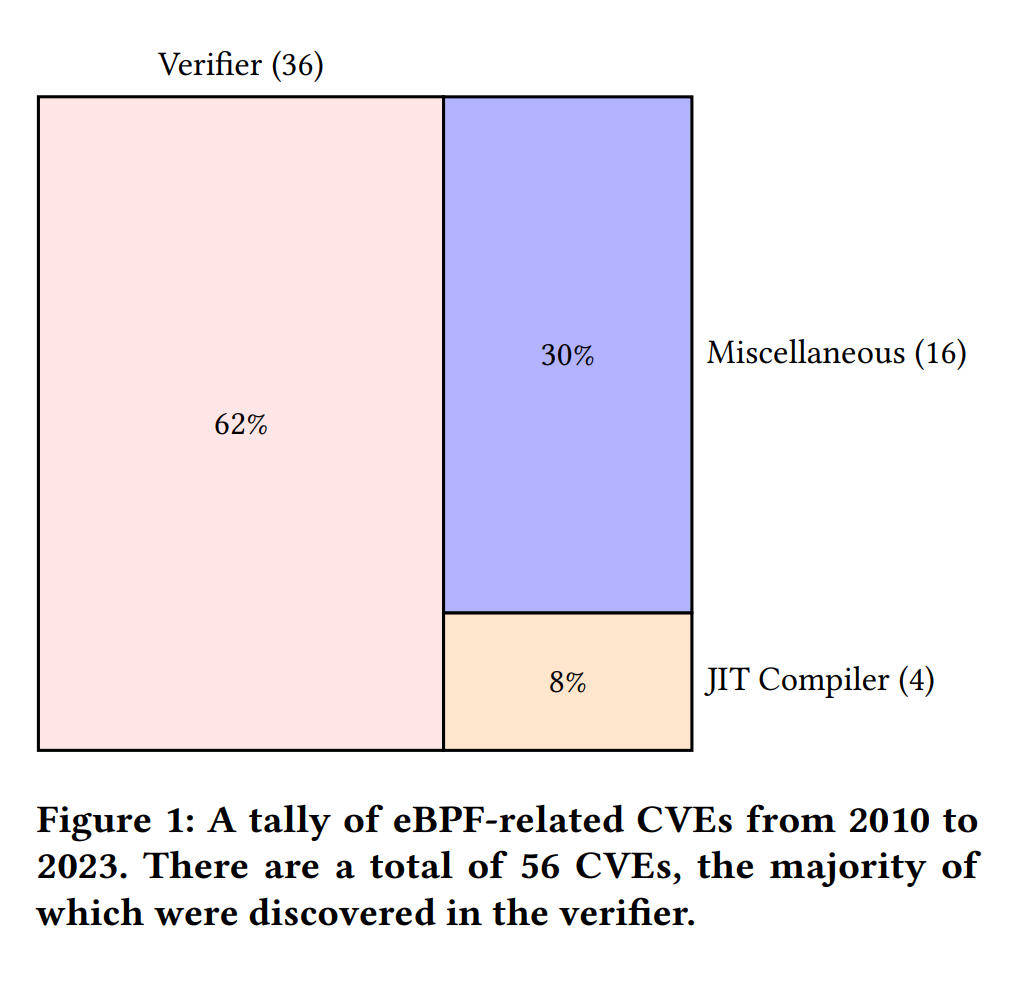 Verifier (36)
30%
Miscellaneous (16)
62%
8%
JIT Compiler (4)
Figure 1: A tally of eBPF-related CVEs from 2010 to
2023. There are a total of 56 CVEs, the majority of
which were discovered in the verifier.